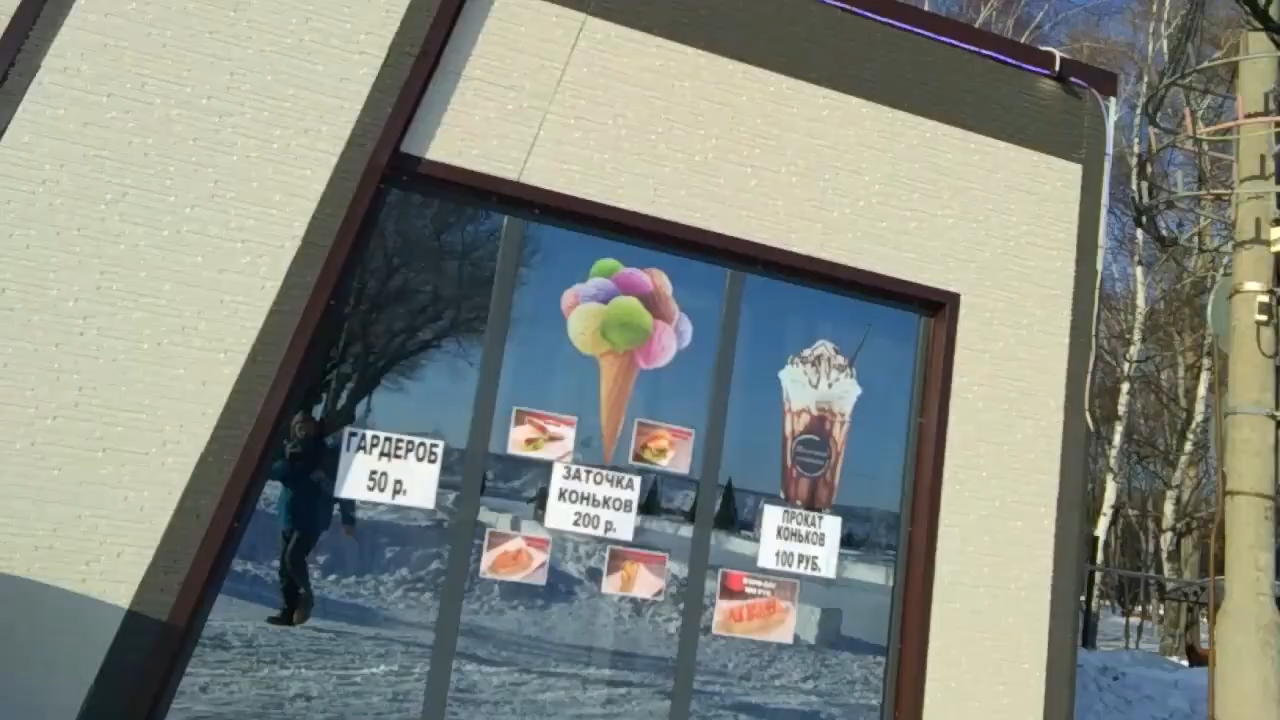 ГАРДЕРОБ
50 р.
ЗАТОЧКА
КОНЬКОВ
200 р.
ПРОКАТ
КОНЬКОВ
100 РУБ.